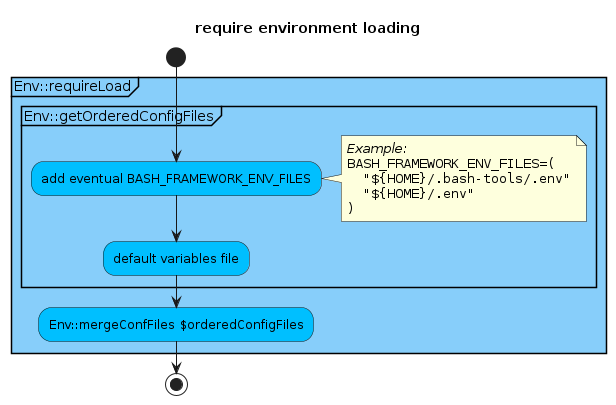 require environment loading
Env::requireLoad
Env::getOrderedConfigFiles
add eventual BASH_FRAMEWORK_ENV_FILES
Example:
BASH_FRAMEWORK_ENV_FILES=(
  "${HOME}/.bash-tools/.env"
  "${HOME}/.env"
)
default variables file
Env::mergeConfFiles $orderedConfigFiles